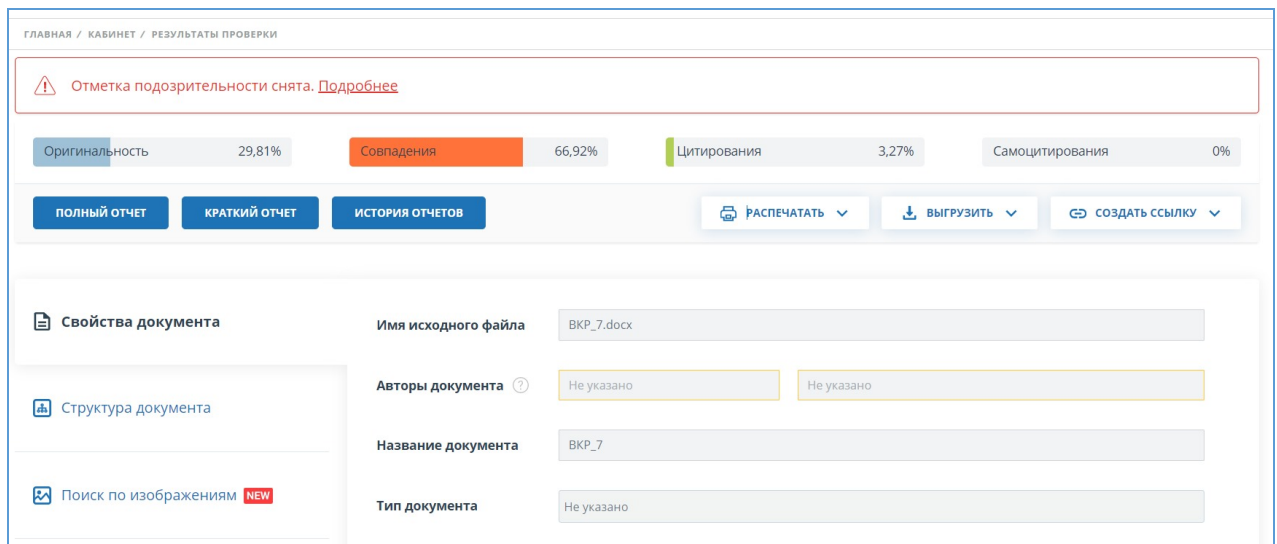 ГЛАВНАЯ / КАБИНЕТ / РЕЗУЛЬТАТЫ ПРОВЕРКИ
Отметка подозрительности снята. Подробнее
Оригинальность 29,81% Совпадения 66,92% Цитирования 3,27% Самоцитирования 0%
ПОЛНЫЙ ОТЧЕТ КРАТКИЙ ОТЧЕТ ИСТОРИЯ ОТЧЕТОВ РАСПЕЧАТАТЬ ВЫГРУЗИТЬ СОЗДАТЬ ССЫЛКУ
Свойства документа
Имя исходного файла ВКР_7.docx
Авторы документа ? Не указано Не указано
Структура документа
Название документа ВКР_7
Поиск по изображениям NEW
Тип документа Не указано